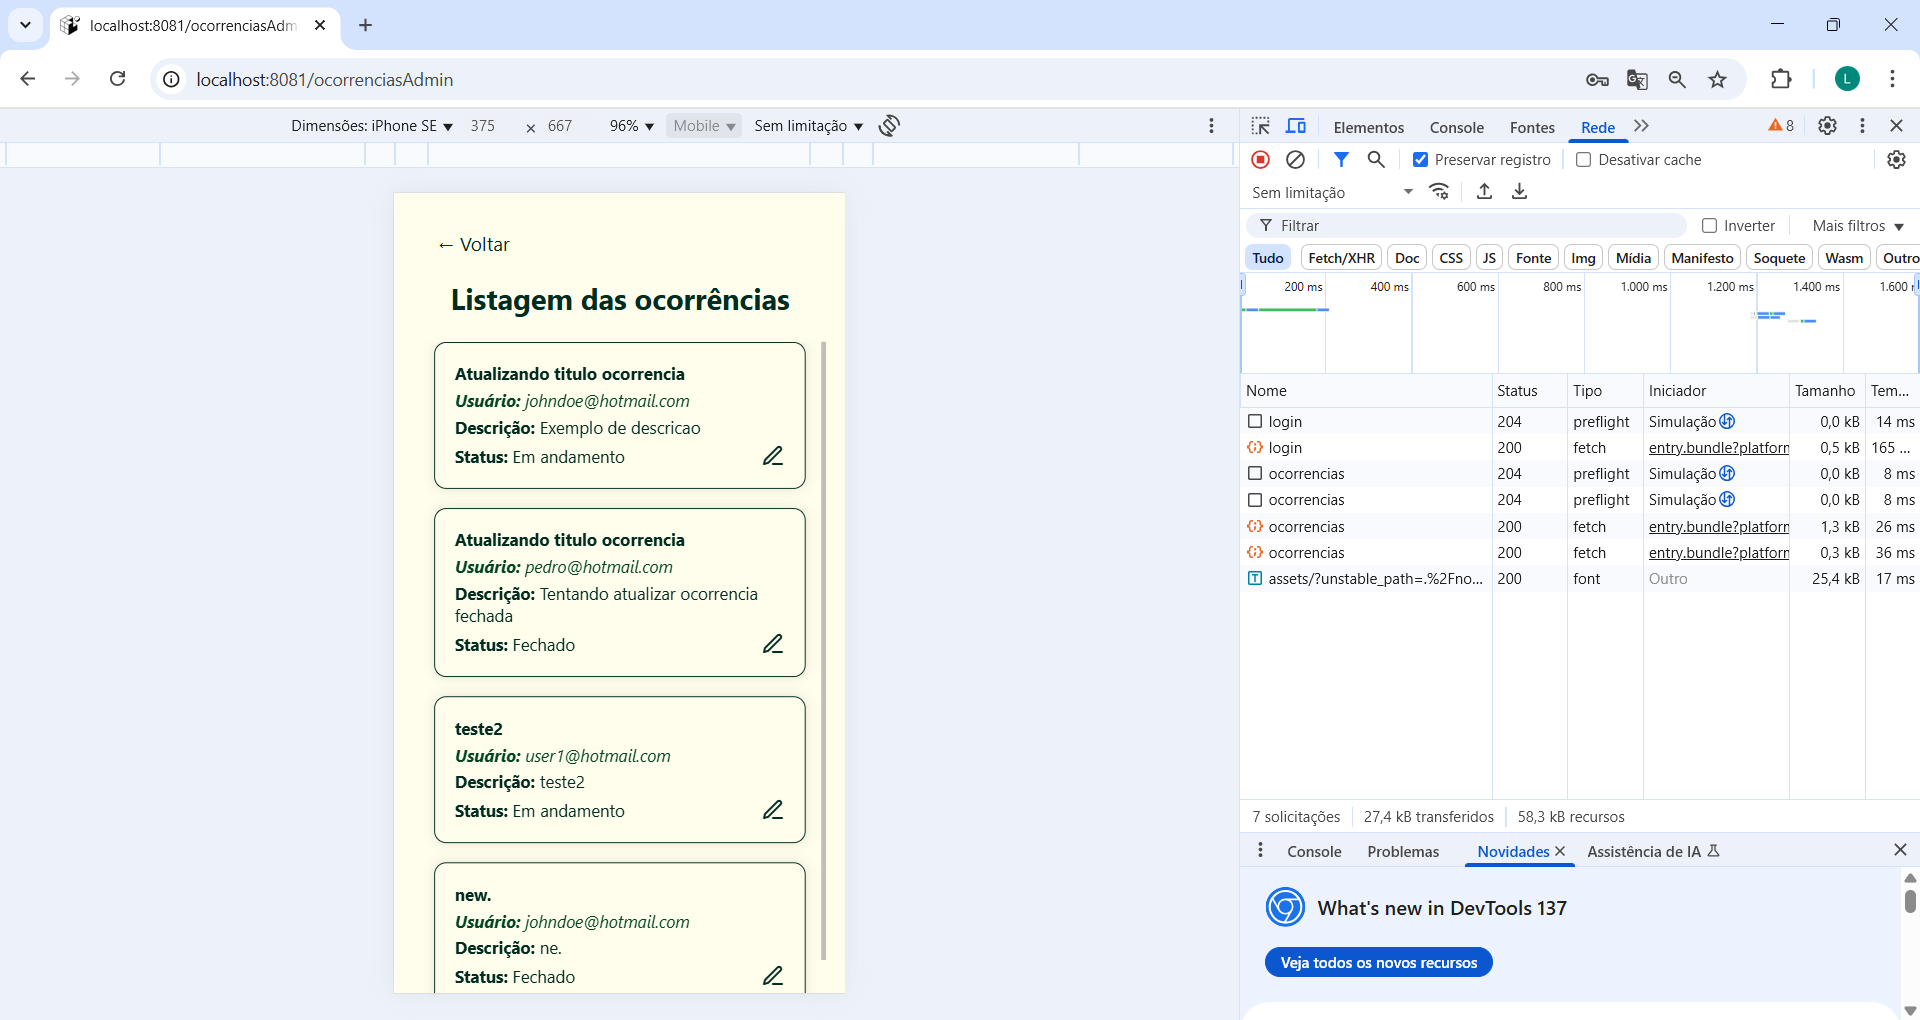 localhost:8081/ocorrenciasAdm
localhost:8081/ocorrenciasAdmin
L
Dimensões: iPhone SE 375 × 667 96% Mobile Sem limitação
Elementos Console Fontes Rede 8
Preservar registro Desativar cache
Sem limitação
Filtrar Inverter Mais filtros
Tudo Fetch/XHR Doc CSS JS Fonte Img Mídia Manifesto Soquete Wasm Outro
200 ms 400 ms 600 ms 800 ms 1.000 ms 1.200 ms 1.400 ms 1.600
Nome Status Tipo Iniciador Tamanho Tem...
login 204 preflight Simulação 0,0 kB 14 ms
login 200 fetch entry.bundle?platform 0,5 kB 165 ...
ocorrencias 204 preflight Simulação 0,0 kB 8 ms
ocorrencias 204 preflight Simulação 0,0 kB 8 ms
ocorrencias 200 fetch entry.bundle?platform 1,3 kB 26 ms
ocorrencias 200 fetch entry.bundle?platform 0,3 kB 36 ms
assets/?unstable_path=.%2Fno... 200 font Outro 25,4 kB 17 ms
7 solicitações 27,4 kB transferidos 58,3 kB recursos
Console Problemas Novidades Assistência de IA
What's new in DevTools 137
Veja todos os novos recursos
← Voltar
Listagem das ocorrências
Atualizando titulo ocorrencia
Usuário: johndoe@hotmail.com
Descrição: Exemplo de descricao
Status: Em andamento
Atualizando titulo ocorrencia
Usuário: pedro@hotmail.com
Descrição: Tentando atualizar ocorrencia
fechada
Status: Fechado
teste2
Usuário: user1@hotmail.com
Descrição: teste2
Status: Em andamento
new.
Usuário: johndoe@hotmail.com
Descrição: ne.
Status: Fechado